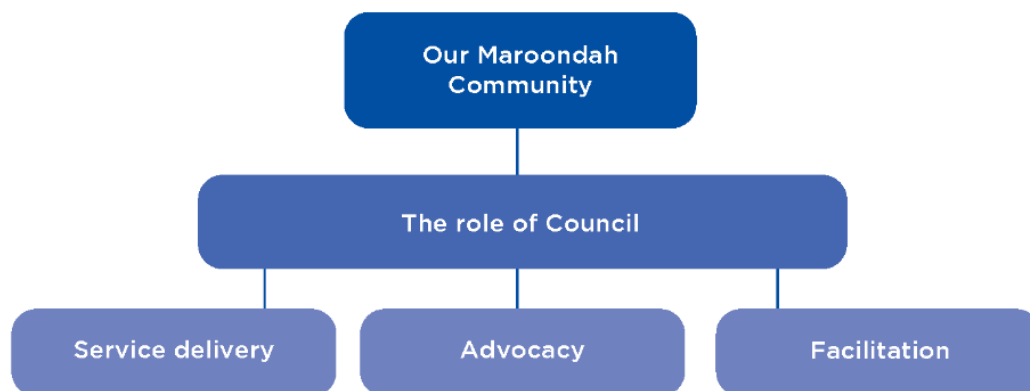 Our Maroondah
Community
The role of Council
Service delivery
Advocacy
Facilitation